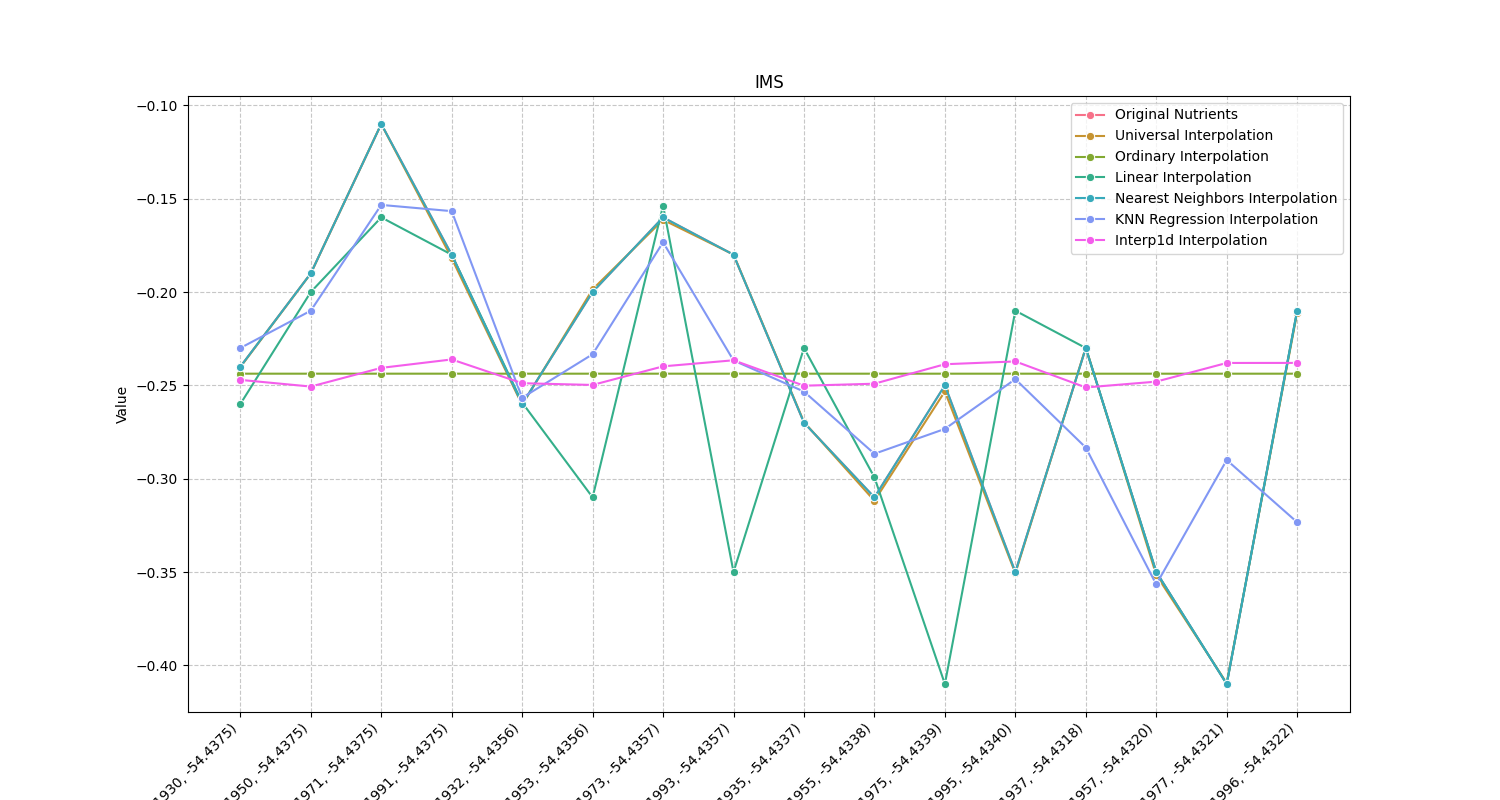 IMS
−0.10
−0.15
−0.20
−0.25
−0.30
−0.35
−0.40
Value
Original Nutrients
Universal Interpolation
Ordinary Interpolation
Linear Interpolation
Nearest Neighbors Interpolation
KNN Regression Interpolation
Interp1d Interpolation
1930, -54.4375)
1950, -54.4375)
1971, -54.4375)
1991, -54.4375)
1932, -54.4356)
1953, -54.4356)
1973, -54.4357)
1993, -54.4357)
1935, -54.4337)
1955, -54.4338)
1975, -54.4339)
1995, -54.4340)
1937, -54.4318)
1957, -54.4320)
1977, -54.4321)
1996, -54.4322)